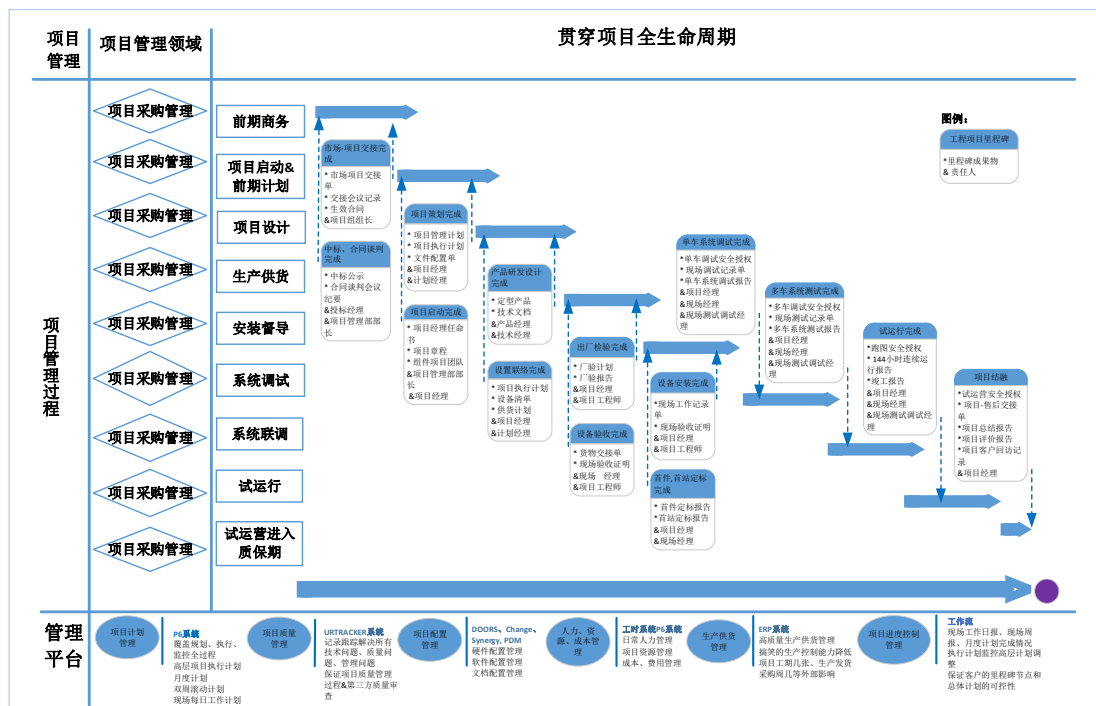 项目
管理
项目管理领域
贯穿项目全生命周期
项目管理过程
项目采购管理
项目采购管理
项目采购管理
项目采购管理
项目采购管理
项目采购管理
项目采购管理
项目采购管理
项目采购管理
前期商务
项目启动&
前期计划
项目设计
生产供货
安装督导
系统调试
系统联调
试运行
试运营进入
质保期
市场-项目交接完
成
* 市场项目交接
单
* 交接会议记录
* 生效合同
&项目组组长
中标、合同谈判
完成
* 中标公示
* 合同谈判会议
纪要
&投标经理
&项目管理部部
长
项目策划完成
* 项目管理计划
* 项目执行计划
* 文件配置单
&项目经理
&计划经理
项目启动完成
* 项目经理任命
书
* 项目章程
* 组件项目团队
&项目管理部部
长
&项目经理
产品研发设计
完成
* 定型产品
* 技术文档
&产品经理
&技术经理
设置联络完成
* 项目执行计划
* 设备清单
* 供货计划
&项目经理
&计划经理
出厂检验完成
* 厂验计划
* 厂验报告
&项目经理
&项目工程师
设备验收完成
* 货物交接单
* 现场验收证明
&现场 经理
&项目工程师
单车系统调试完成
*单车调试安全授权
* 现场调试记录单
*单车系统调试报告
&项目经理
&现场经理
&现场测试调试经
理
设备安装完成
*现场工作记录
单
* 现场验收证明
&项目经理
&项目工程师
首件,首站定标
完成
* 首件定标报告
*首站定标报告
&项目经理
&现场经理
多车系统测试完成
*多车调试安全授权
* 现场测试记录单
*多车系统测试报告
&项目经理
&现场经理
&现场测试调试经
理
试运行完成
*跑图安全授权
* 144小时连续运
行报告
*竣工报告
&项目经理
&现场经理
&现场测试调试经
理
项目结融
*试运营安全授权
* 项目-售后交接
单
*项目总结报告
*项目评价报告
*项目客户回访记
录
& 项目经理
图例：
工程项目里程碑
*里程碑成果物
& 责任人
管理
平台
项目计划
管理
P6系统
覆盖规划、执行、
监控全过程
高层项目执行计划
月度计划
双周滚动计划
现场每日工作计划
项目质量
管理
URTRACKER系统
记录跟踪解决所有
技术问题、质量问
题、管理问题
保证项目质量管理
过程&第三方质量审
查
项目配置
管理
DOORS、Change、
Synergy, PDM
硬件配置管理
软件配置管理
文档配置管理
人力、资
源、成本管
理
工时系统P6系统
日常人力管理
项目资源管理
成本、费用管理
生产供货
管理
ERP系统
高质量生产供货管理
搞笑的生产控制能力降低
项目工期几张、生产发货
采购周几等外部影响
项目进度控制
管理
工作流
现场工作日报、现场周
报、月度计划完成情况
执行计划监控高层计划调
整
保证客户的里程碑节点和
总体计划的可控性